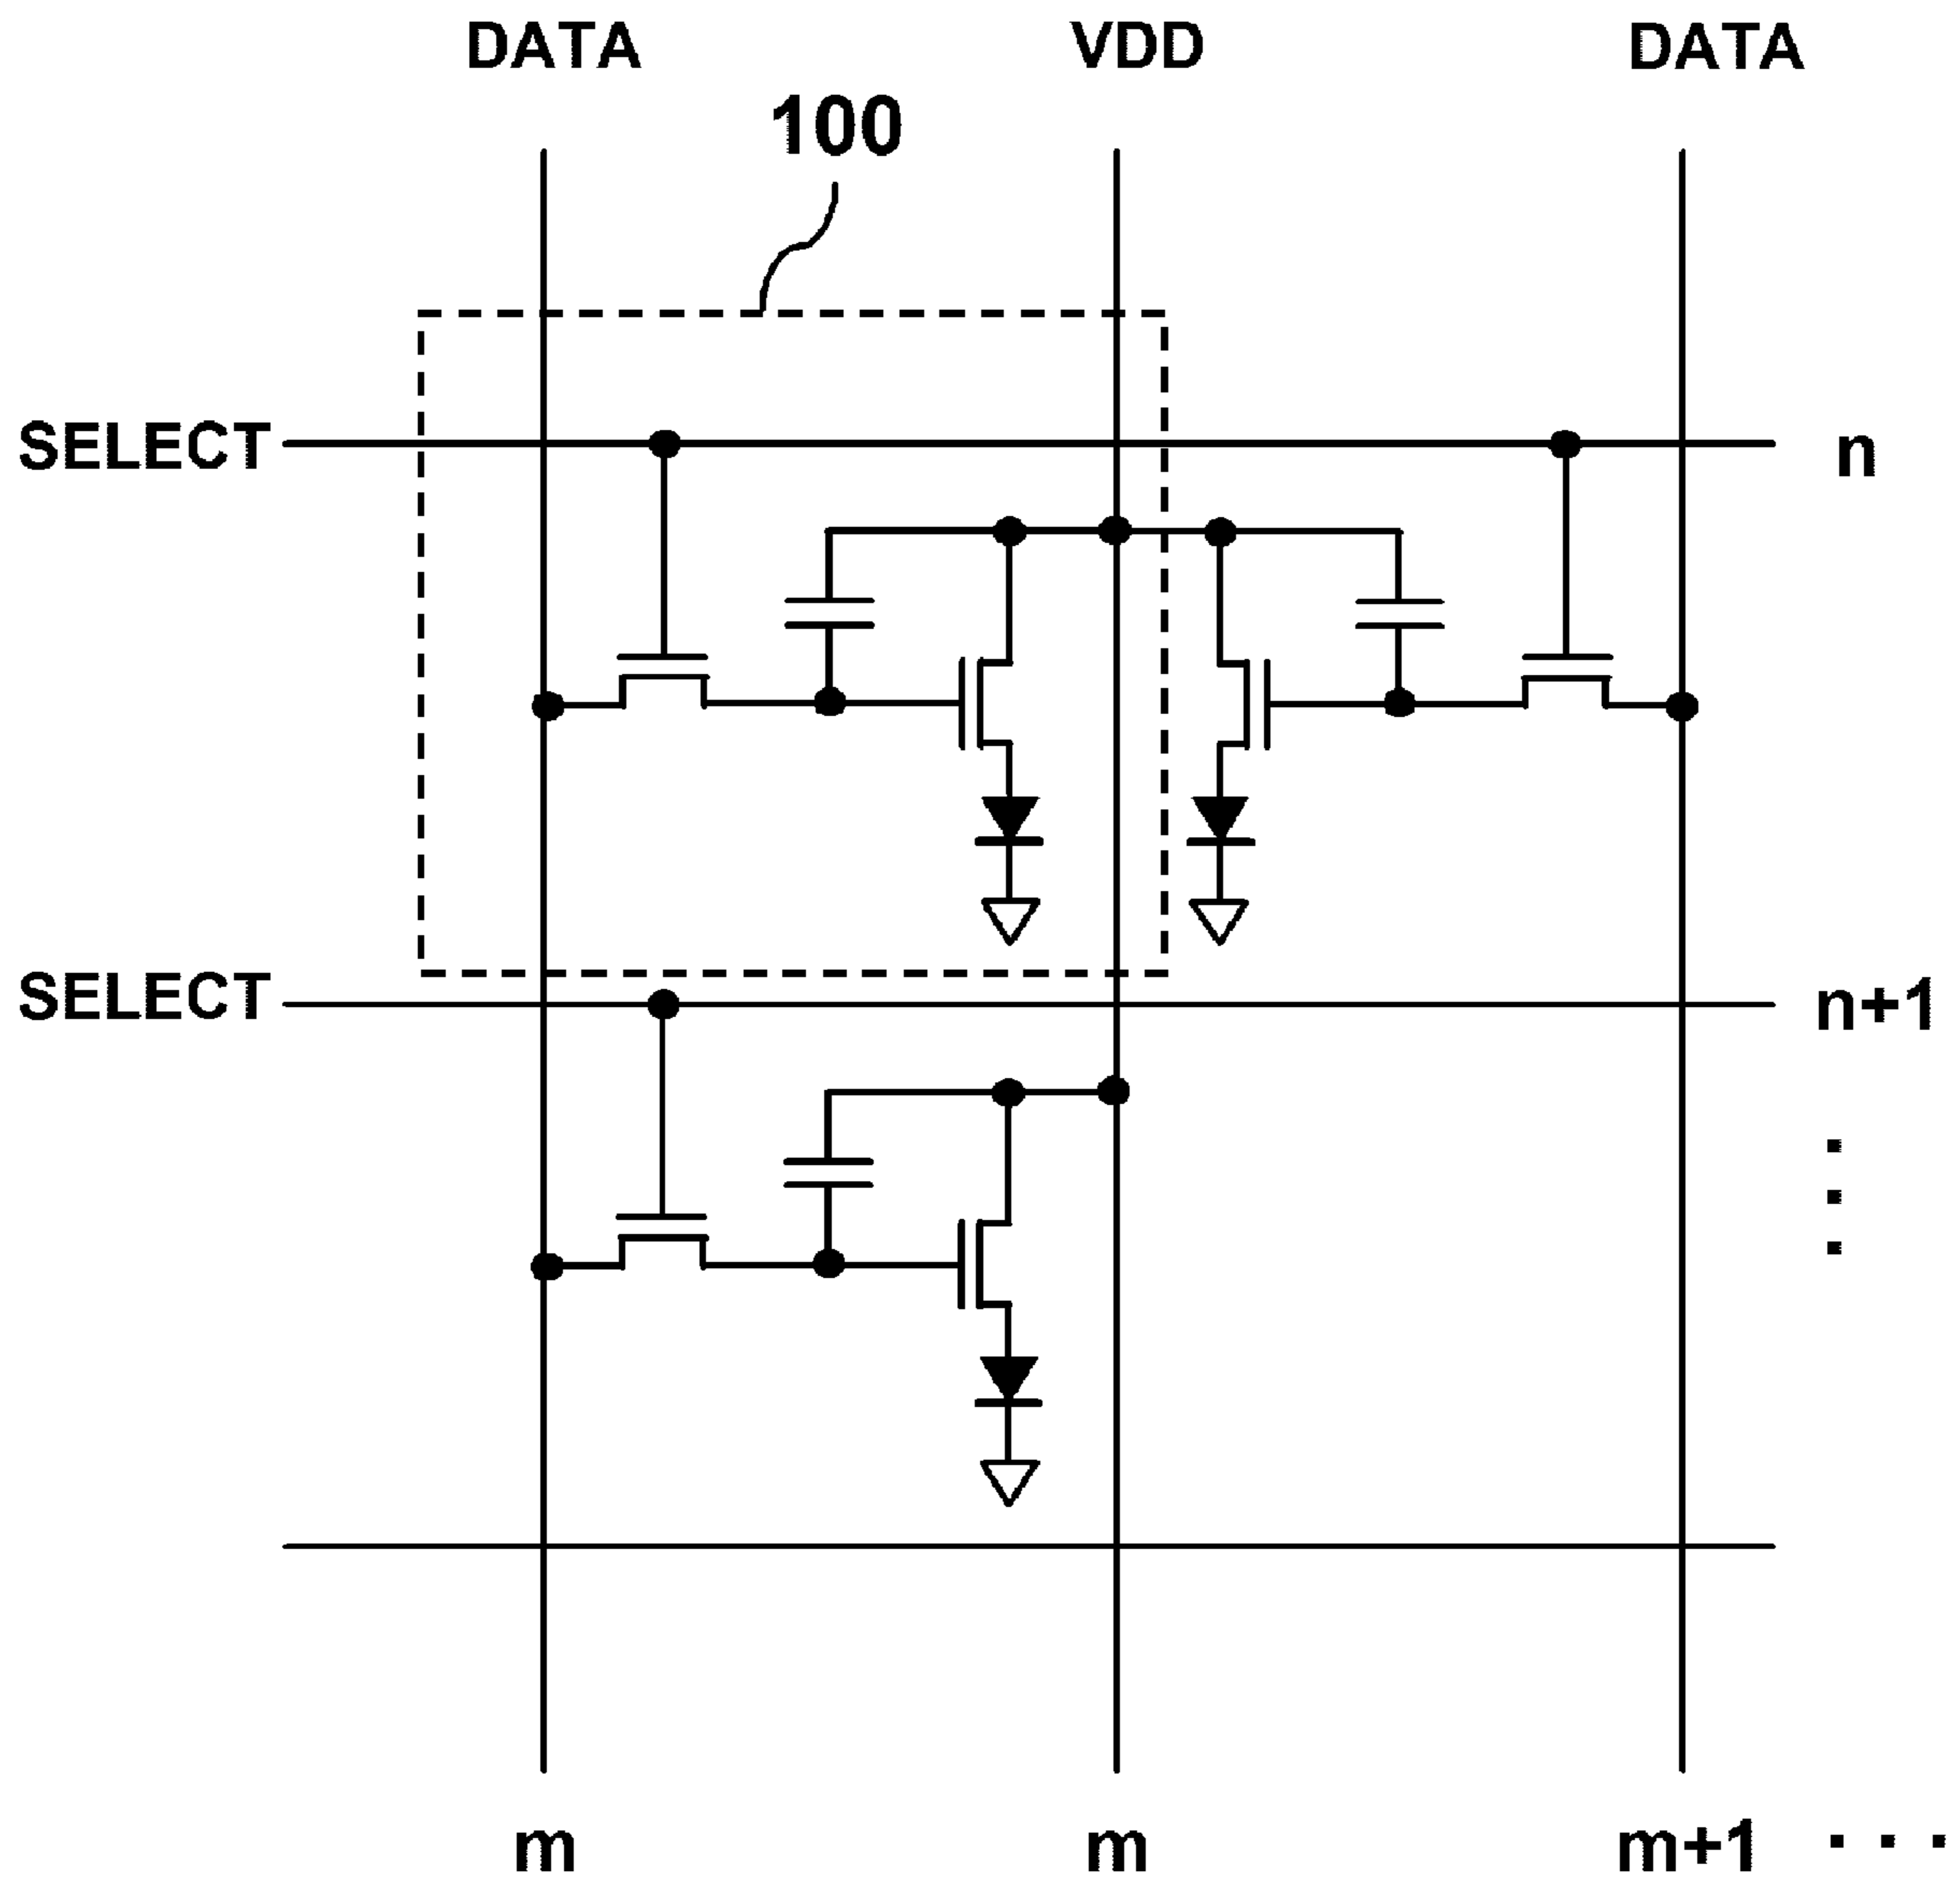 DATA VDD DATA
100
SELECT n
SELECT n+1
m m m+1 . . .